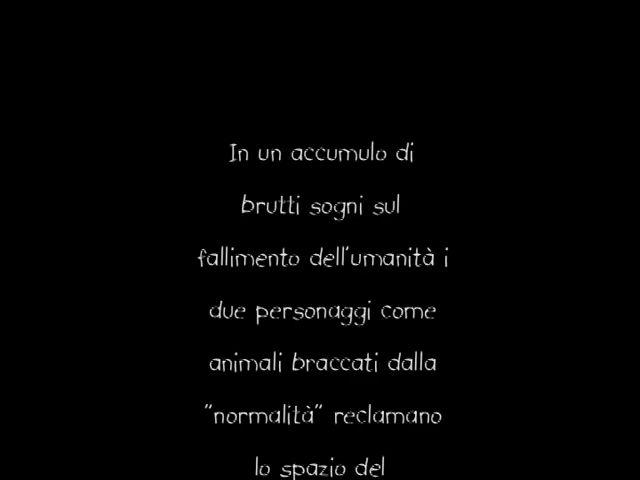 In un accumulo di
brutti sogni sul
fallimento dell'umanità i
due personaggi come
animali braccati dalla
"normalità" reclamano
lo spazio del